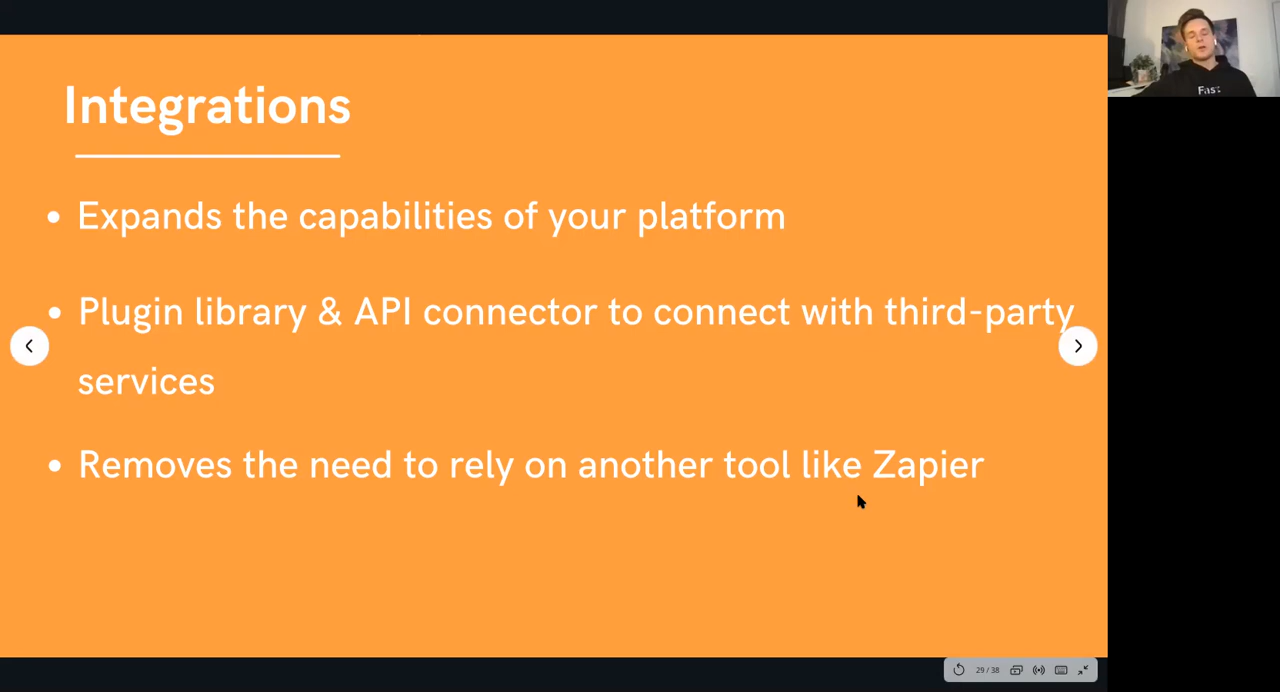 Integrations
Expands the capabilities of your platform
Plugin library & API connector to connect with third-party
services
Removes the need to rely on another tool like Zapier
Fast
29 / 38